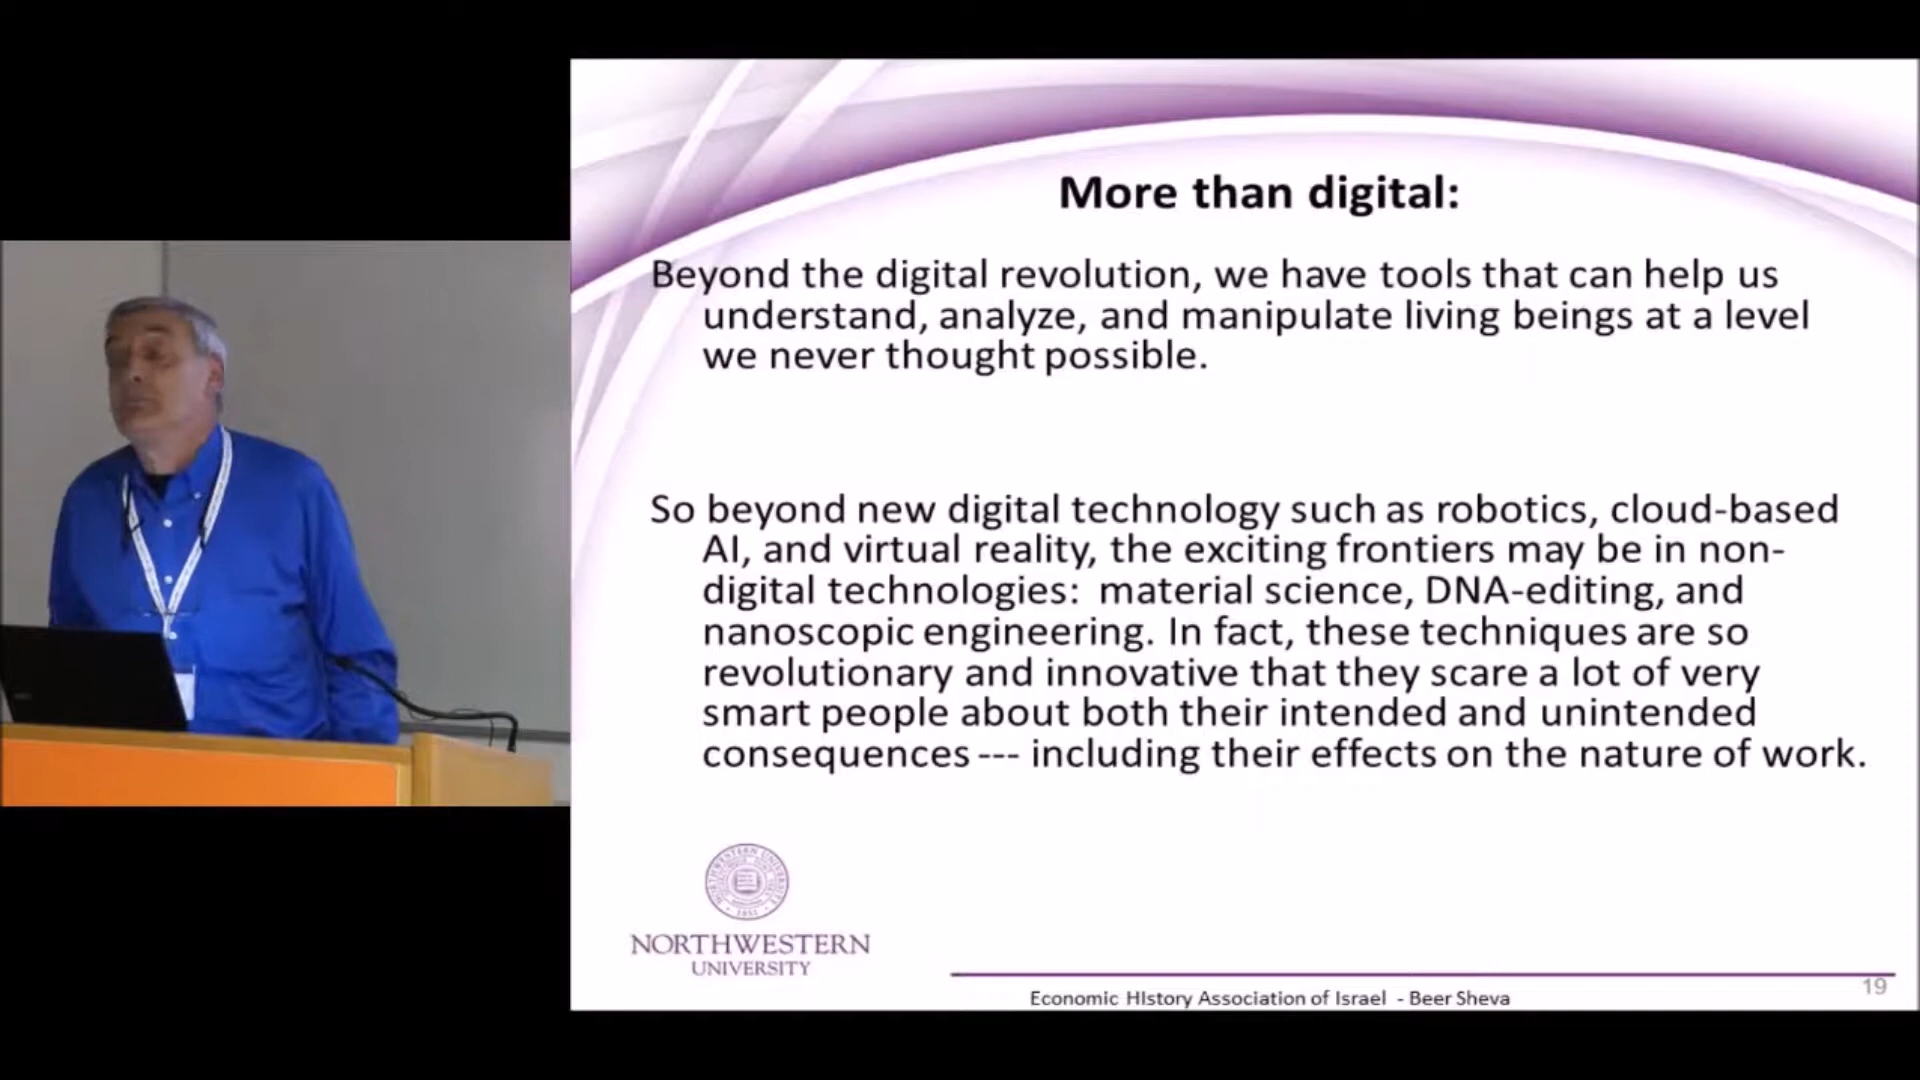 More than digital:
Beyond the digital revolution, we have tools that can help us
understand, analyze, and manipulate living beings at a level
we never thought possible.
So beyond new digital technology such as robotics, cloud-based
AI, and virtual reality, the exciting frontiers may be in non-
digital technologies:  material science, DNA-editing, and
nanoscopic engineering. In fact, these techniques are so
revolutionary and innovative that they scare a lot of very
smart people about both their intended and unintended
consequences --- including their effects on the nature of work.
NORTHWESTERN
UNIVERSITY
Economic HIstory Association of Israel  - Beer Sheva
19